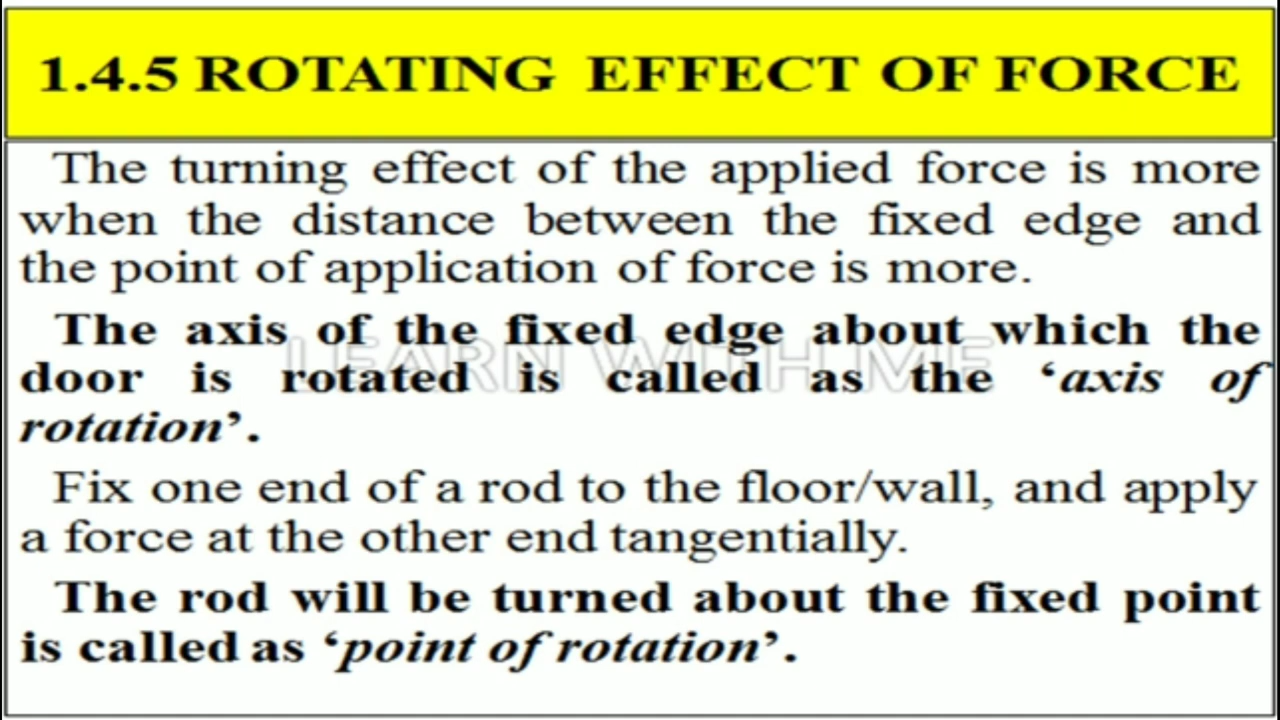 1.4.5 ROTATING EFFECT OF FORCE
The turning effect of the applied force is more
when the distance between the fixed edge and
the point of application of force is more.
The axis of the fixed edge about which the
LEARN WITH ME
door is rotated is called as the ‘axis of
rotation’.
Fix one end of a rod to the floor/wall, and apply
a force at the other end tangentially.
The rod will be turned about the fixed point
is called as ‘point of rotation’.